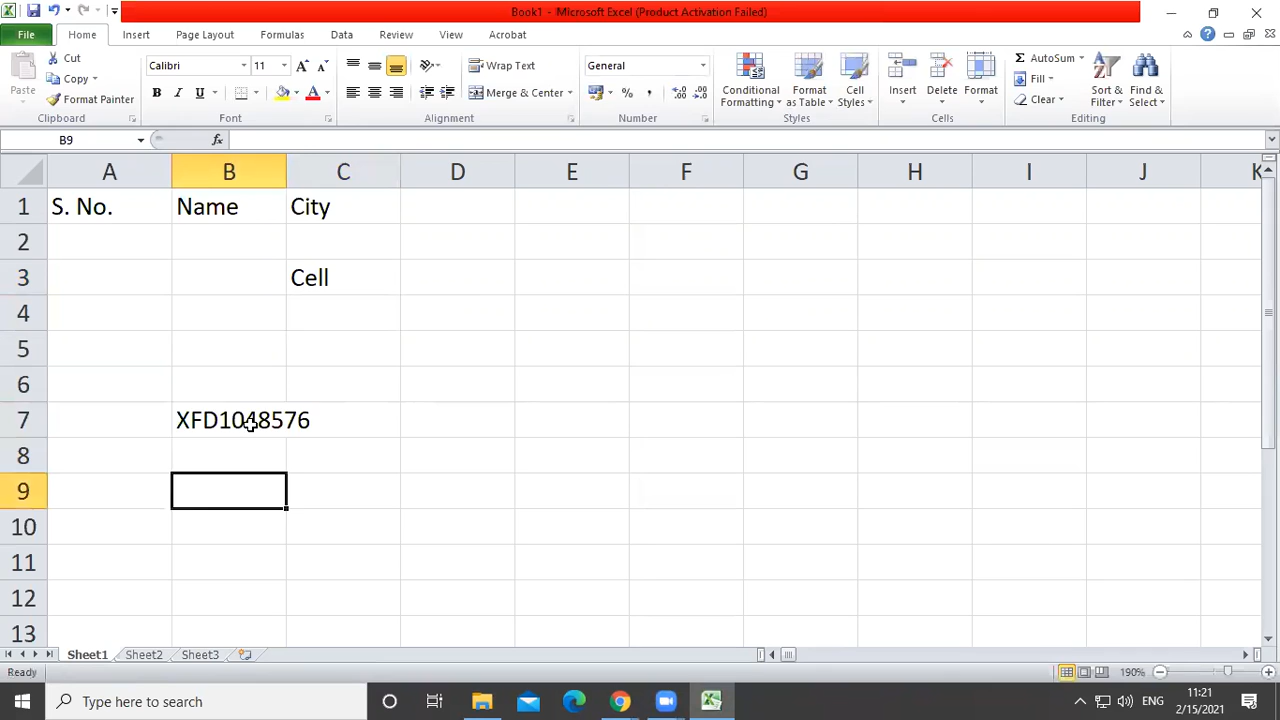 Book1 - Microsoft Excel (Product Activation Failed)
File Home Insert Page Layout Formulas Data Review View Acrobat
Cut
Copy
Format Painter
Paste
Clipboard
Calibri 11
B I U
Font
Wrap Text
Merge & Center
Alignment
General
% ,
Number
Conditional Formatting
Format as Table
Cell Styles
Styles
Insert Delete Format
Cells
AutoSum
Fill
Clear
Sort & Filter
Find & Select
Editing
B9 fx
A B C D E F G H I J K
1 S. No. Name City
2
3 Cell
4
5
6
7 XFD1048576
8
9
10
11
12
13
Sheet1 Sheet2 Sheet3
Ready 190%
Type here to search
ENG
11:21
2/15/2021